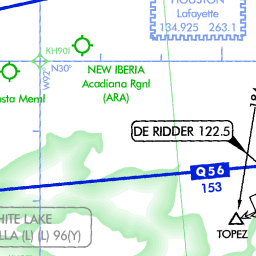 HOUSTON
Lafayette
134.925 263.1
KH90I
N30°
W92°
NEW IBERIA
Acadiana Rgnl
(ARA)
usta Meml
DE RIDDER 122.5
Q56
153
HITE LAKE
LLA (L) (L) 96(Y)
TOPEZ